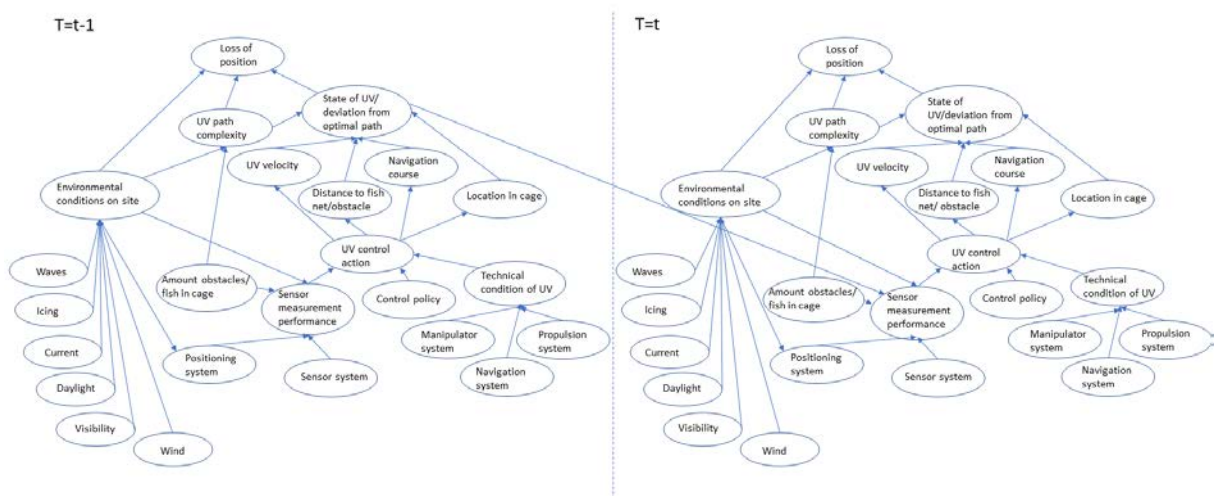 T=t-1
Loss of
position
State of UV/
deviation from
optimal path
UV path
complexity
UV velocity
Navigation
course
Environmental
conditions on site
Distance to fish
net/obstacle
Location in cage
UV control
action
Waves
Amount obstacles/
fish in cage
Technical
condition of UV
Icing
Sensor
measurement
performance
Control policy
Manipulator
system
Propulsion
system
Current
Positioning
system
Navigation
system
Daylight
Sensor system
Visibility
Wind
T=t
Loss of
position
State of
UV/deviation from
optimal path
UV path
complexity
UV velocity
Navigation
course
Environmental
conditions on site
Distance to fish
net/ obstacle
Location in cage
UV control
action
Waves
Amount obstacles/
fish in cage
Technical
condition of UV
Icing
Sensor
measurement
performance
Control policy
Manipulator
system
Propulsion
system
Current
Positioning
system
Navigation
system
Daylight
Sensor system
Visibility
Wind